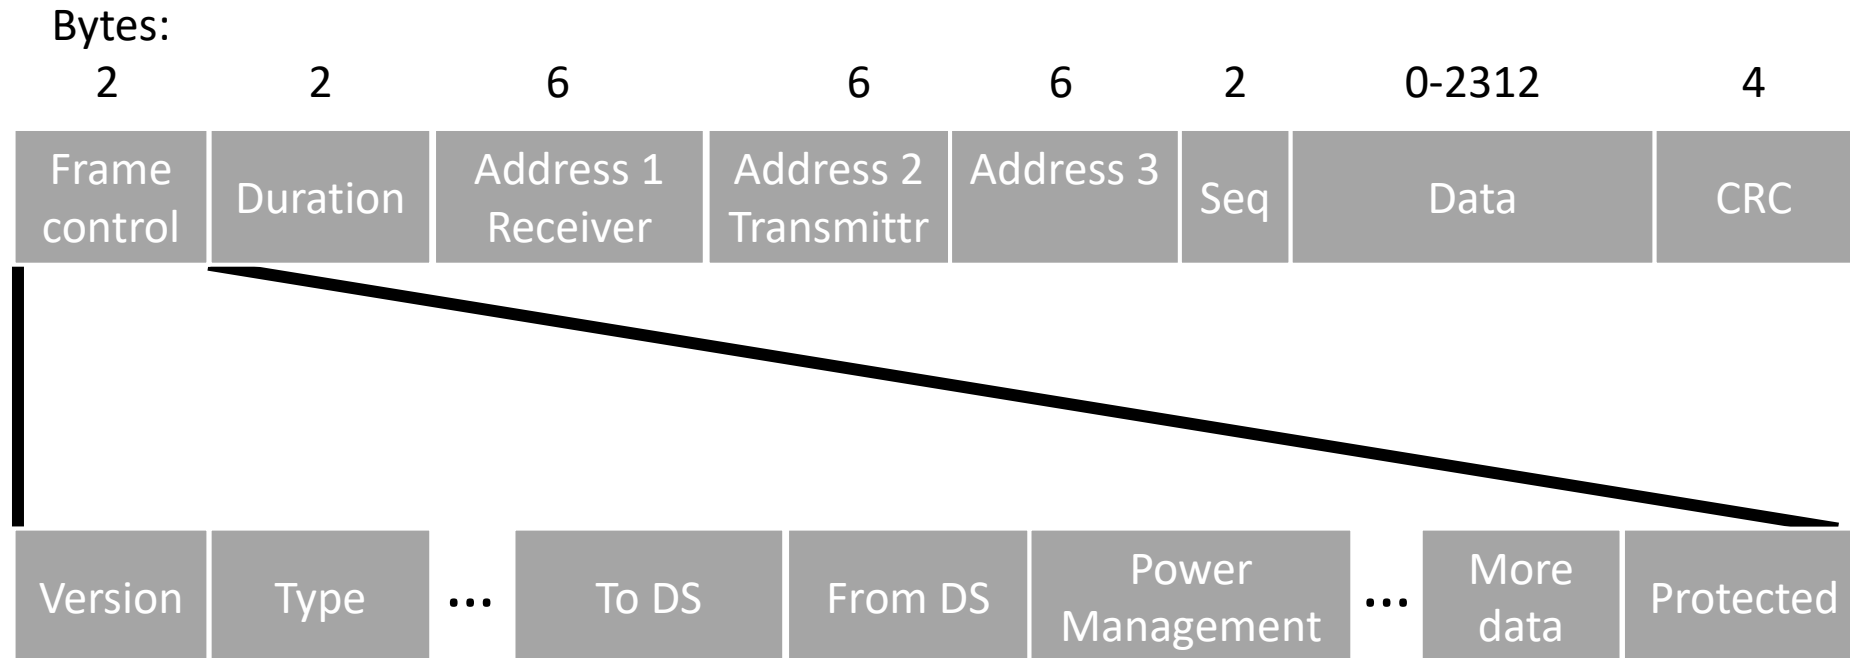 Bytes:
2 2 6 6 6 2 0-2312 4
Frame control Duration Address 1 Receiver Address 2 Transmittr Address 3 Seq Data CRC
Version Type ... To DS From DS Power Management ... More data Protected